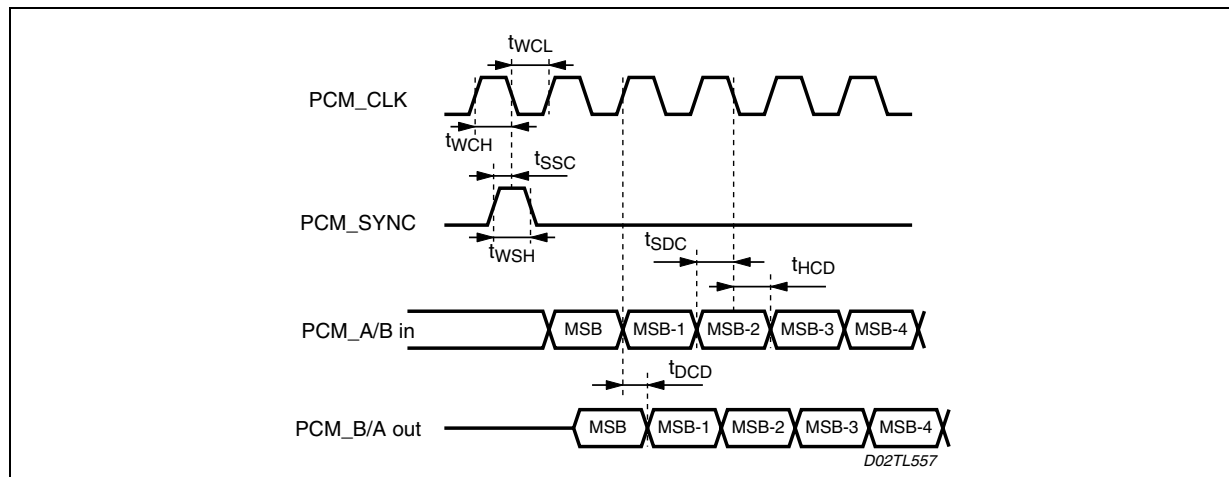 tWCL
PCM_CLK
tWCH
tSSC
PCM_SYNC
tWSH
tSDC
tHCD
PCM_A/B in
MSB MSB-1 MSB-2 MSB-3 MSB-4
tDCD
PCM_B/A out
MSB MSB-1 MSB-2 MSB-3 MSB-4
D02TL557